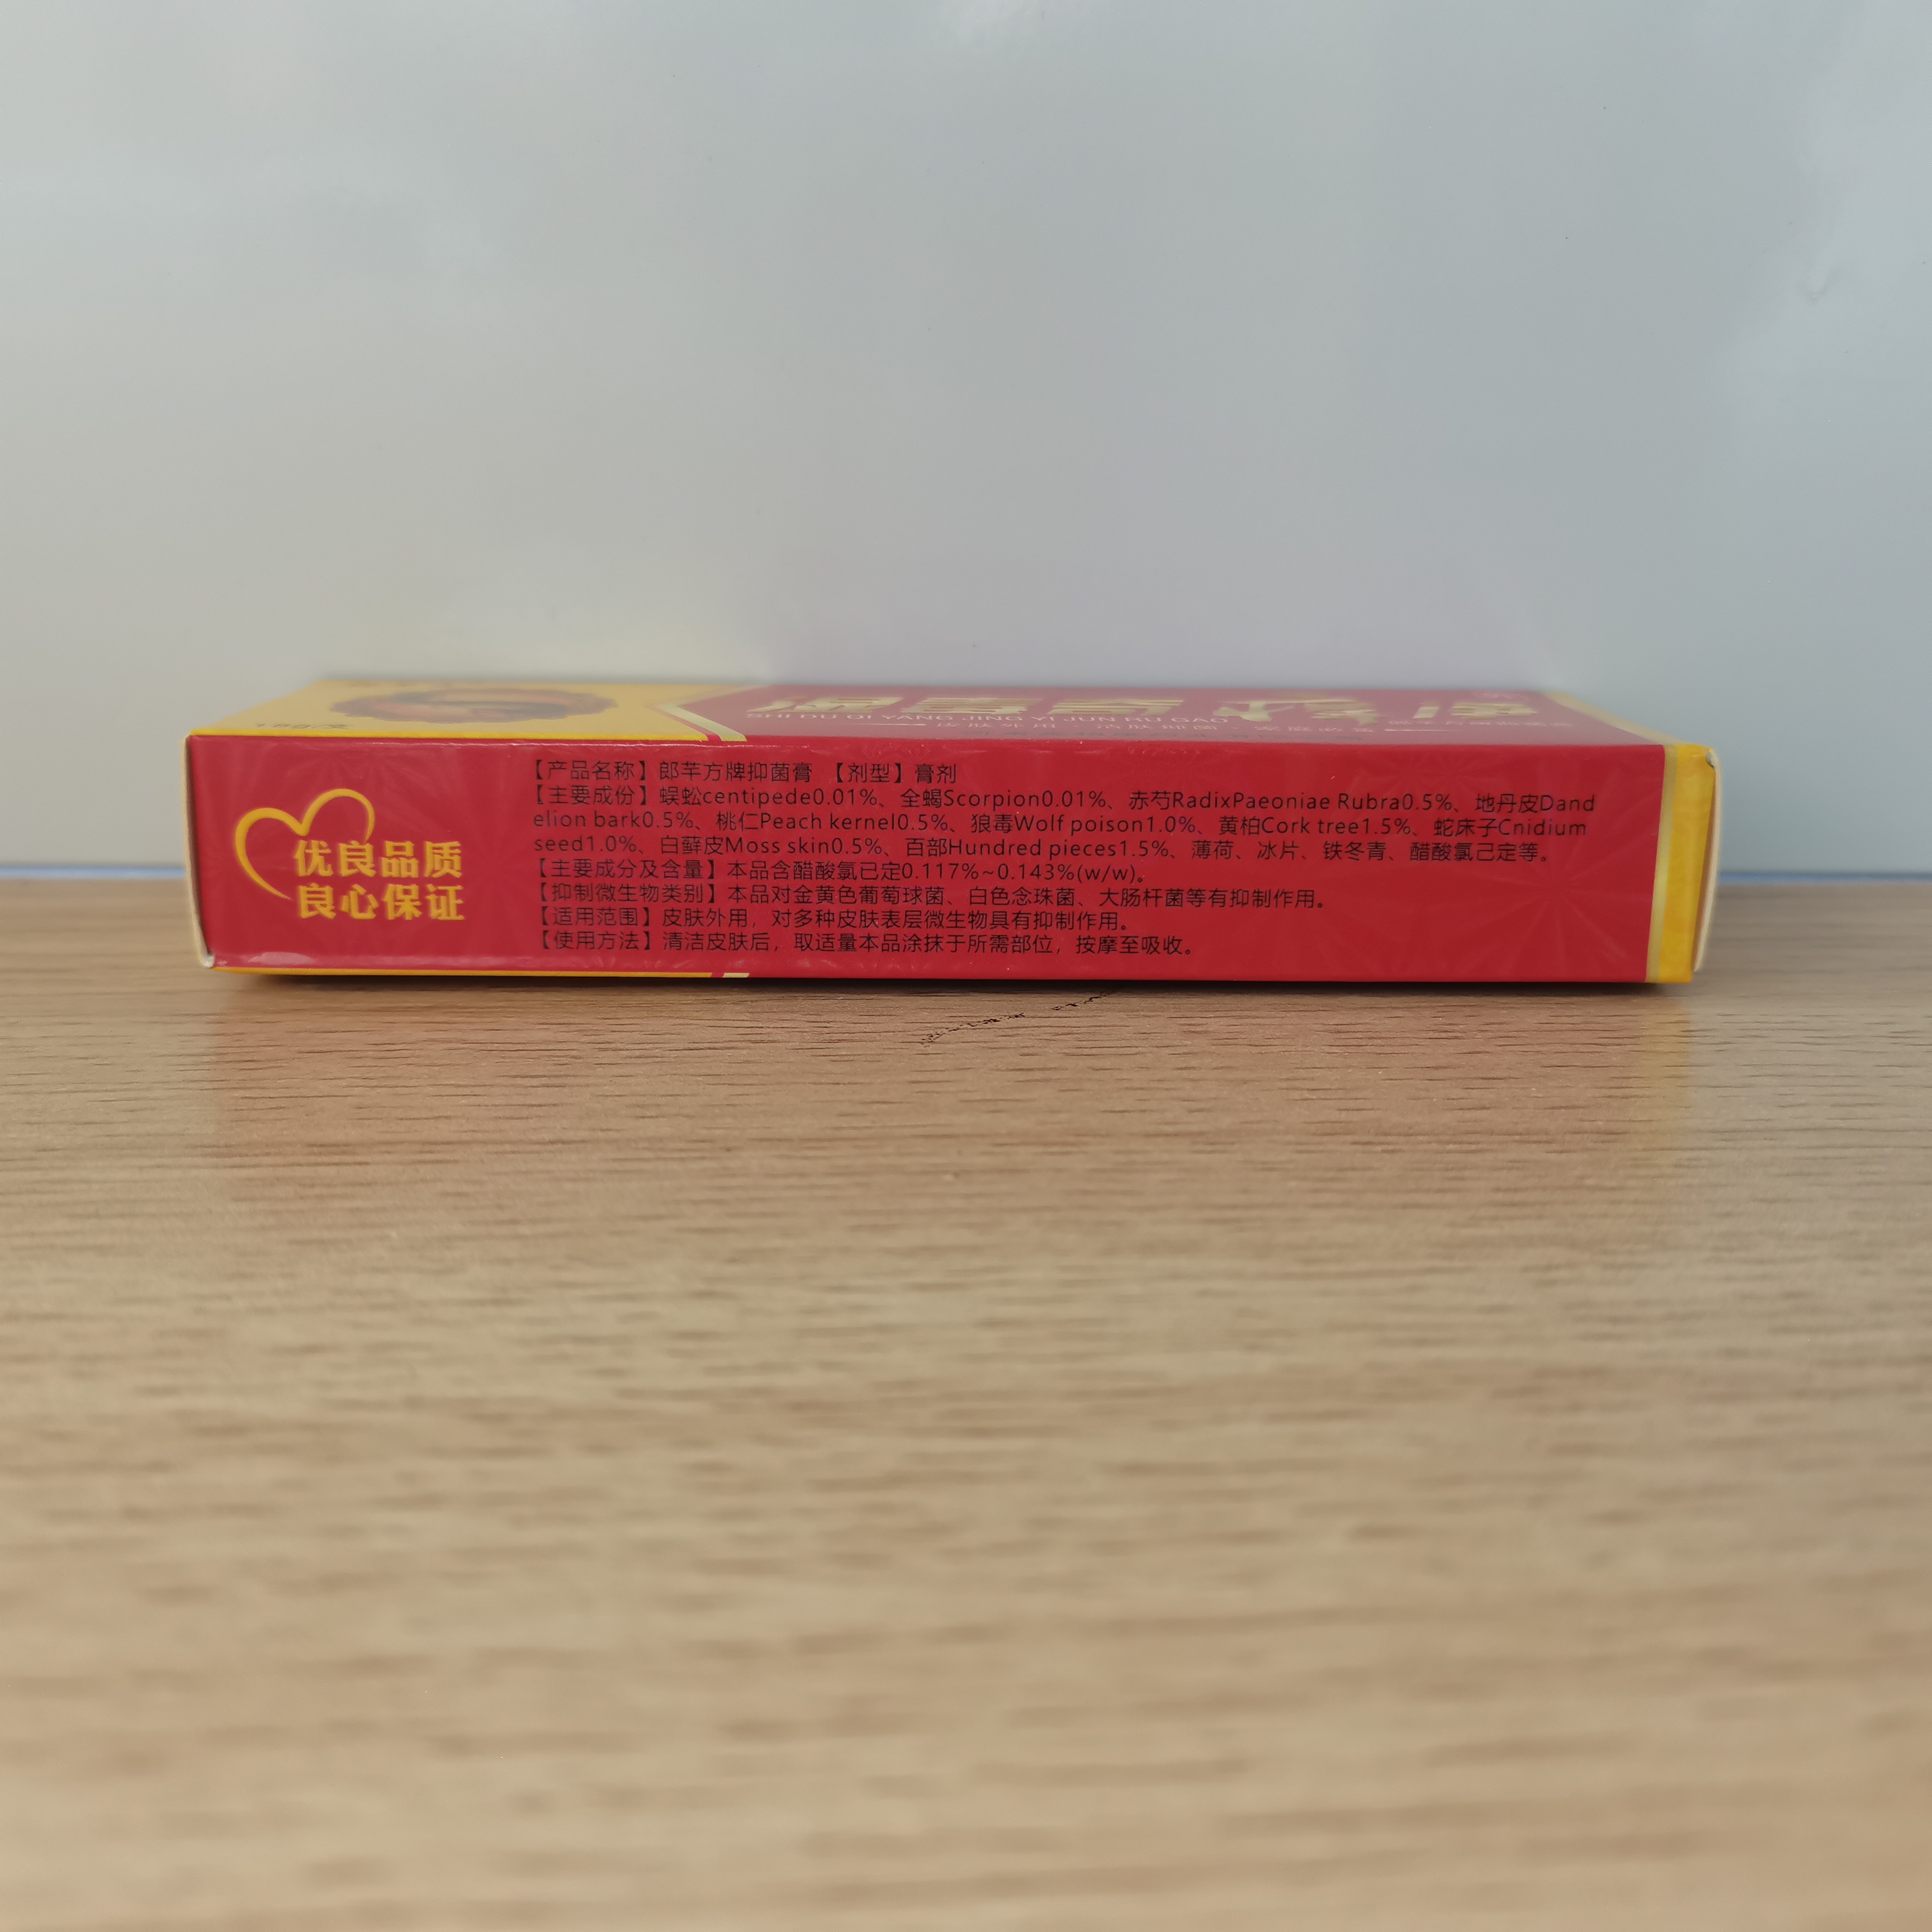 SHI DU QI YANG JING YI JUN RU GAO
优良品质
良心保证
【产品名称】郎芊方牌抑菌膏 【剂型】膏剂
【主要成份】蜈蚣centipede0.01%、全蝎Scorpion0.01%、赤芍RadixPaeoniae Rubra0.5%、地丹皮Dand
elion bark0.5%、桃仁Peach kernel0.5%、狼毒Wolf poison1.0%、黄柏Cork tree1.5%、蛇床子Cnidium
seed1.0%、白藓皮Moss skin0.5%、百部Hundred pieces1.5%、薄荷、冰片、铁冬青、醋酸氯己定等。
【主要成分及含量】本品含醋酸氯已定0.117%~0.143%(w/w)。
【抑制微生物类别】本品对金黄色葡萄球菌、白色念珠菌、大肠杆菌等有抑制作用。
【适用范围】皮肤外用，对多种皮肤表层微生物具有抑制作用。
【使用方法】清洁皮肤后，取适量本品涂抹于所需部位，按摩至吸收。